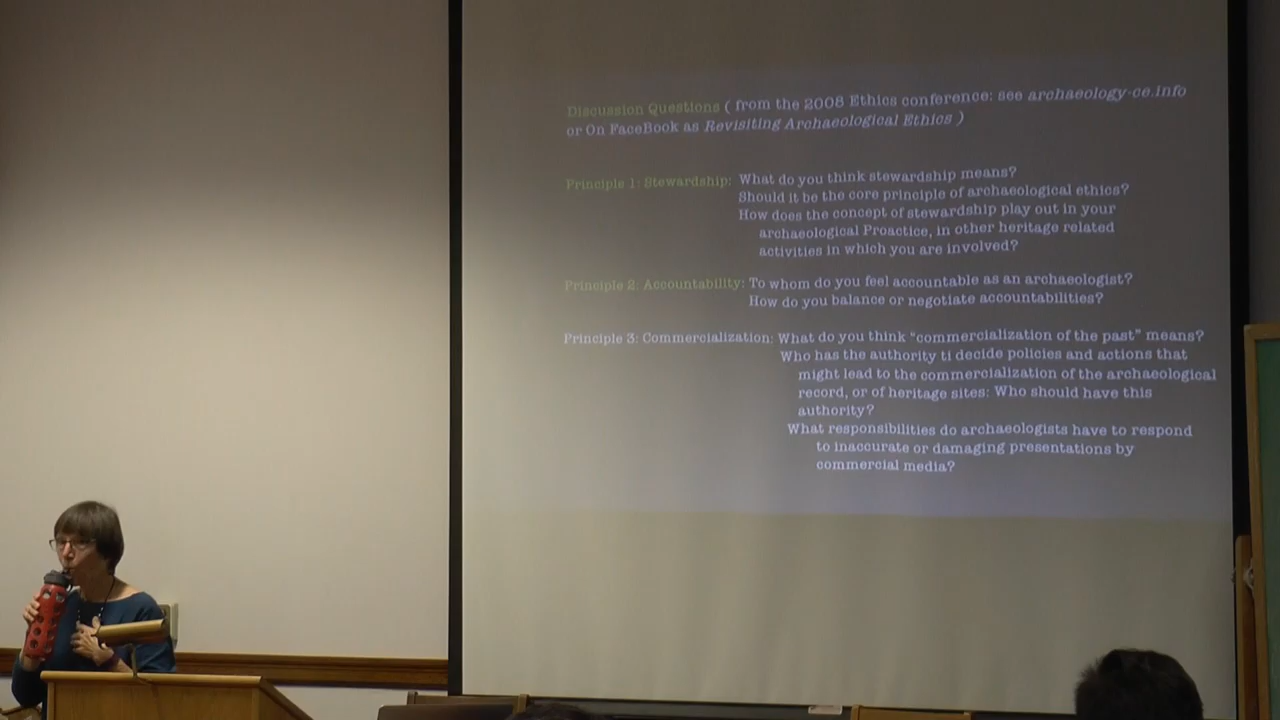 Discussion Questions ( from the 2008 Ethics conference: see archaeology-ce.info
or On FaceBook as Revisiting Archaeological Ethics )
Principle 1: Stewardship: What do you think stewardship means?
Should it be the core principle of archaeological ethics?
How does the concept of stewardship play out in your
archaeological Proactice, in other heritage related
activities in which you are involved?
Principle 2: Accountability: To whom do you feel accountable as an archaeologist?
How do you balance or negotiate accountabilities?
Principle 3: Commercialization: What do you think "commercialization of the past" means?
Who has the authority ti decide policies and actions that
might lead to the commercialization of the archaeological
record, or of heritage sites: Who should have this
authority?
What responsibilities do archaeologists have to respond
to inaccurate or damaging presentations by
commercial media?